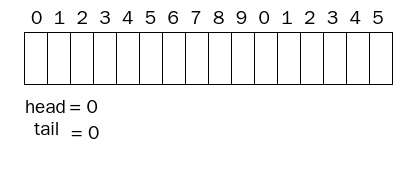 0 1 2 3 4 5 6 7 8 9 0 1 2 3 4 5
head = 0
tail = 0